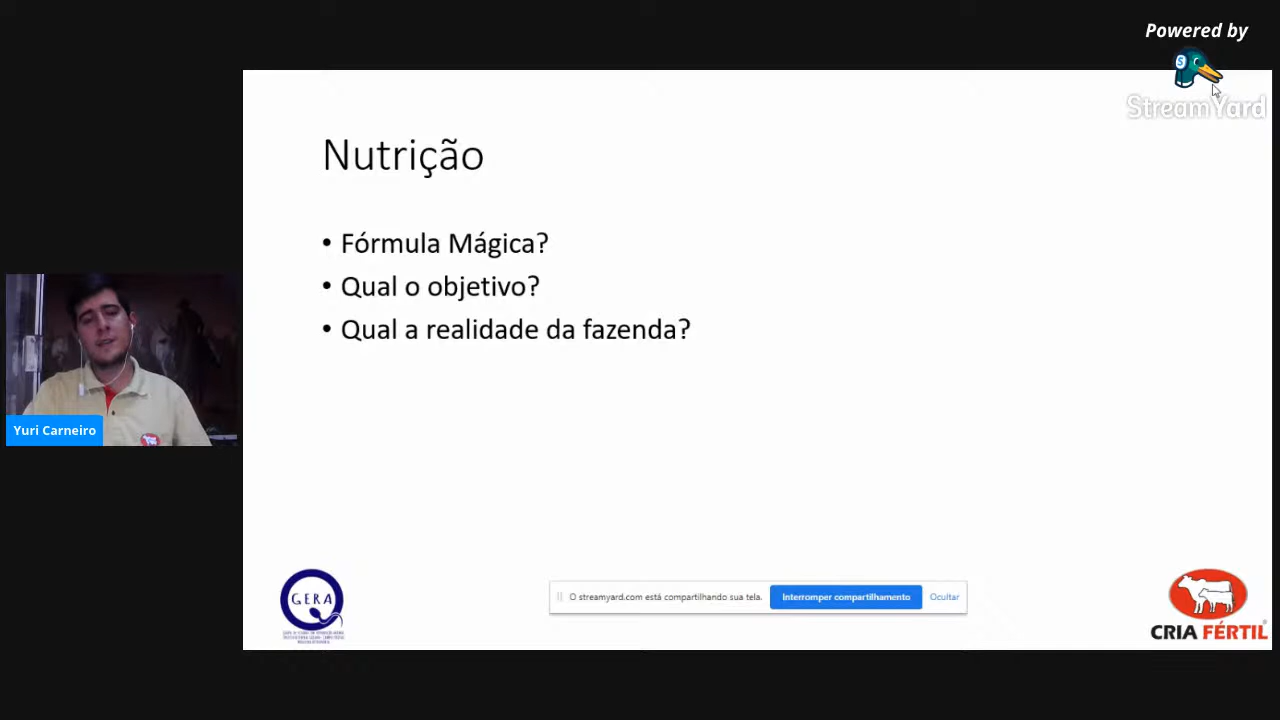 Powered by
StreamYard
Nutrição
• Fórmula Mágica?
• Qual o objetivo?
• Qual a realidade da fazenda?
Yuri Carneiro
GERA
O streamyard.com está compartilhando sua tela.
Interromper compartilhamento
Ocultar
CRIA FÉRTIL